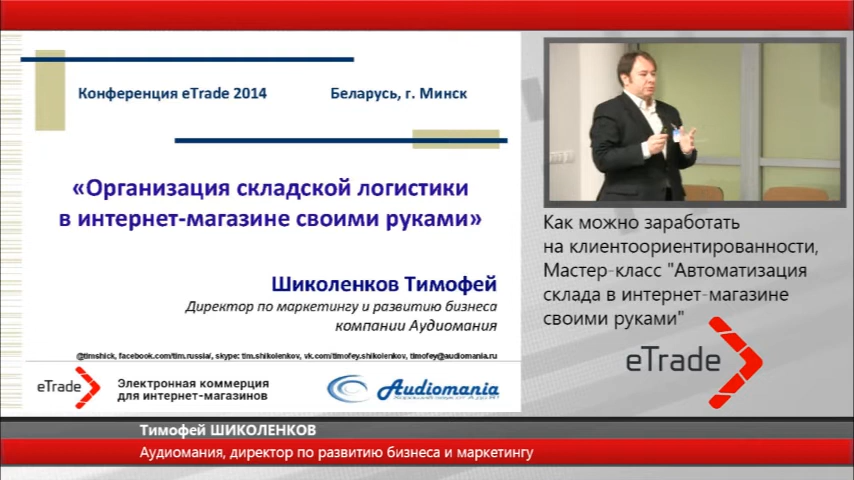 Конференция eTrade 2014
Беларусь, г. Минск
«Организация складской логистики
в интернет-магазине своими руками»
Шиколенков Тимофей
Директор по маркетингу и развитию бизнеса
компании Аудиомания
@timshick, facebook.com/tim.russia/, skype: tim.shikolenkov, vk.com/timofey.shikolenkov, timofey@audiomania.ru
eTrade
Электронная коммерция
для интернет-магазинов
Audiomania
Как можно заработать
на клиентоориентированности,
Мастер-класс "Автоматизация
склада в интернет-магазине
своими руками"
eTrade
Тимофей ШИКОЛЕНКОВ
Аудиомания, директор по развитию бизнеса и маркетингу